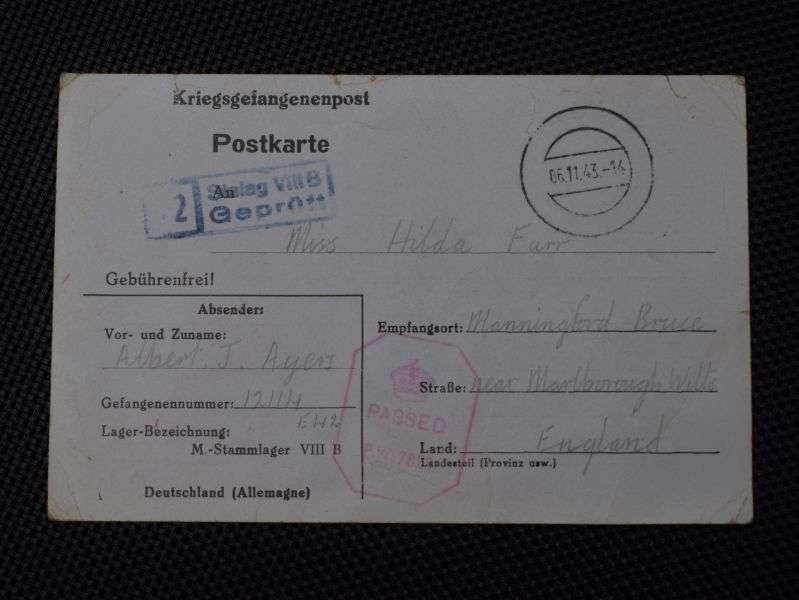 Kriegsgefangenenpost
Postkarte
06.11.43.-14
An
2 Stalag VIII B
Geprüft
Miss Hilda Farr
Gebührenfrei!
Absender:
Vor- und Zuname:
Albert. J. Ayers
Gefangenennummer: 12114
E42
Lager-Bezeichnung:
M.-Stammlager VIII B
Deutschland (Allemagne)
Empfangsort: Manningford Bruce
Straße: near Marlborough Wilts
Land: England
Landesteil (Provinz usw.)
PASSED